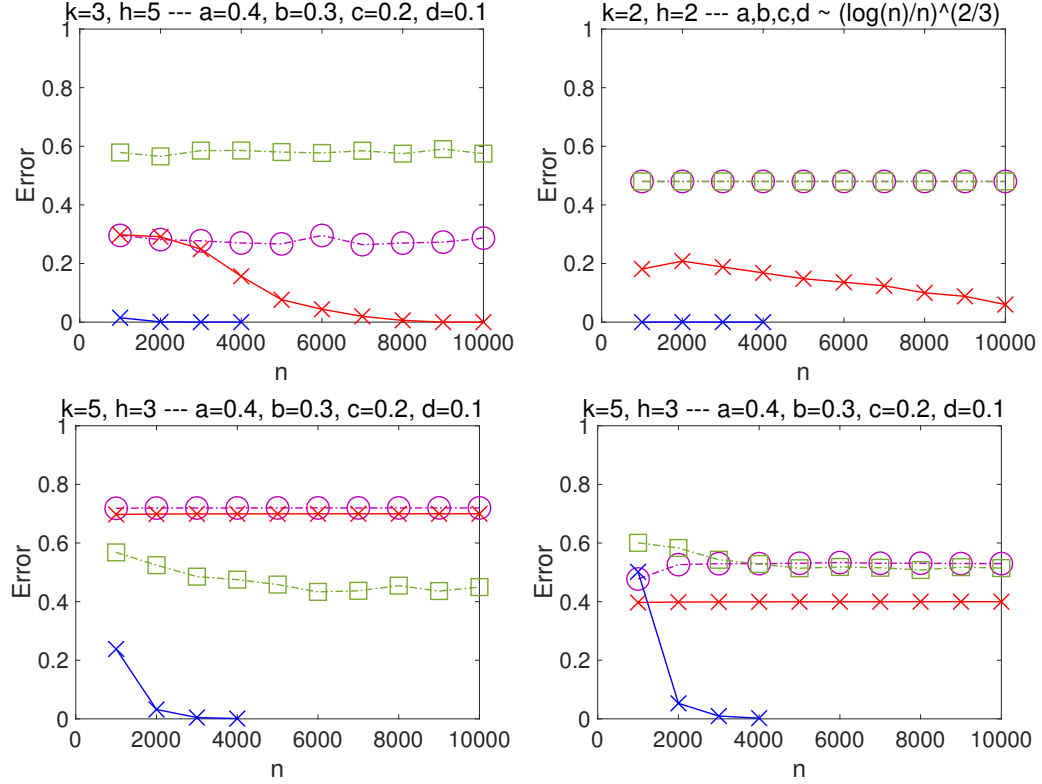 k=3, h=5 --- a=0.4, b=0.3, c=0.2, d=0.1
1
0.8
0.6
0.4
0.2
0
Error
0 2000 4000 6000 8000 10000
n
k=2, h=2 --- a,b,c,d ~ (log(n)/n)^(2/3)
1
0.8
0.6
0.4
0.2
0
Error
0 2000 4000 6000 8000 10000
n
k=5, h=3 --- a=0.4, b=0.3, c=0.2, d=0.1
1
0.8
0.6
0.4
0.2
0
Error
0 2000 4000 6000 8000 10000
n
k=5, h=3 --- a=0.4, b=0.3, c=0.2, d=0.1
1
0.8
0.6
0.4
0.2
0
Error
0 2000 4000 6000 8000 10000
n